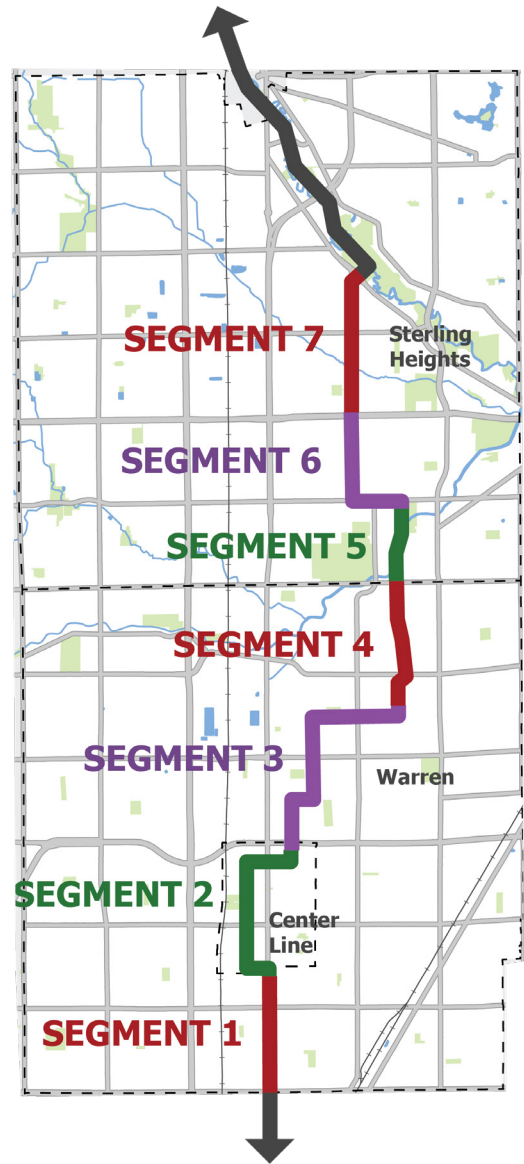 SEGMENT 7
Sterling
Heights
SEGMENT 6
SEGMENT 5
SEGMENT 4
SEGMENT 3
Warren
SEGMENT 2
Center
Line
SEGMENT 1